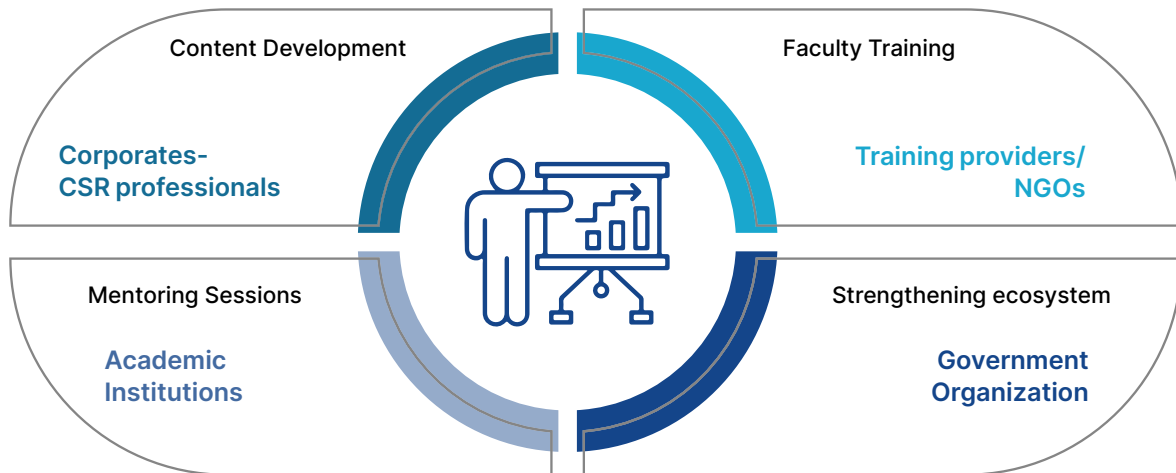 Content Development
Corporates-
CSR professionals
Faculty Training
Training providers/
NGOs
Mentoring Sessions
Academic
Institutions
Strengthening ecosystem
Government
Organization